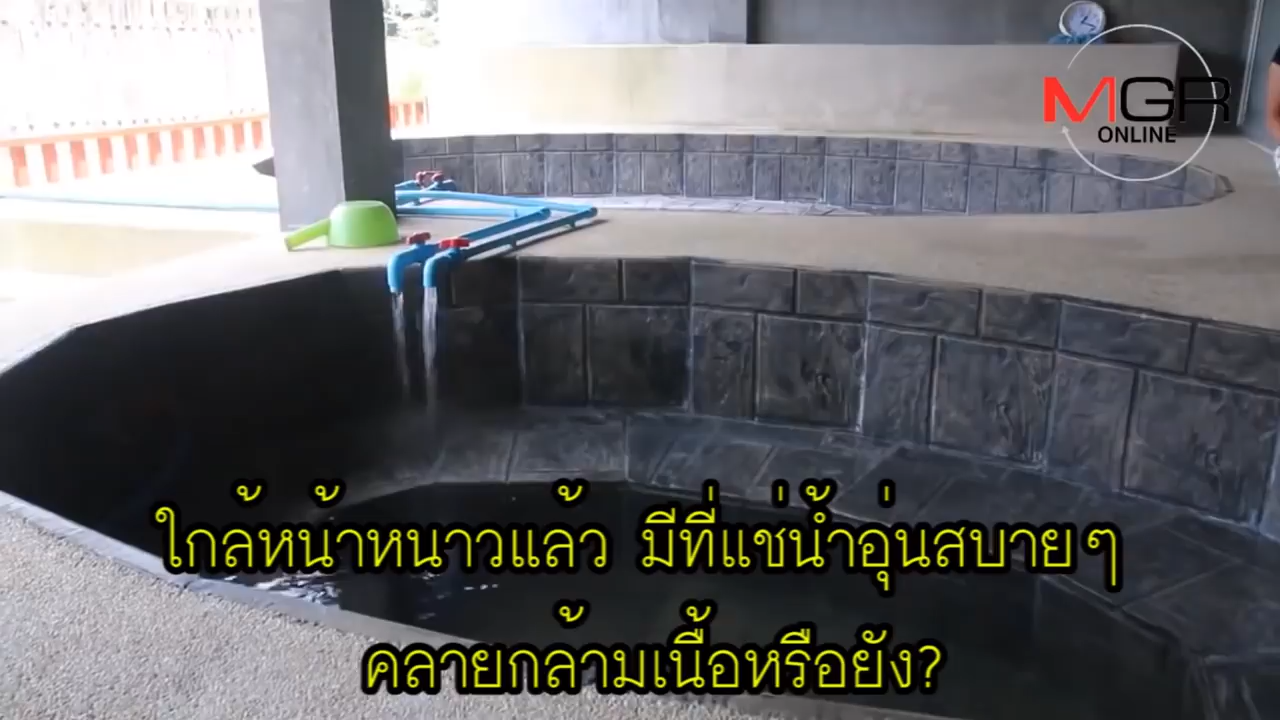 MGR
ONLINE
ใกล้หน้าหนาวแล้ว มีที่แช่น้ำอุ่นสบายๆ
คลายกล้ามเนื้อหรือยัง?